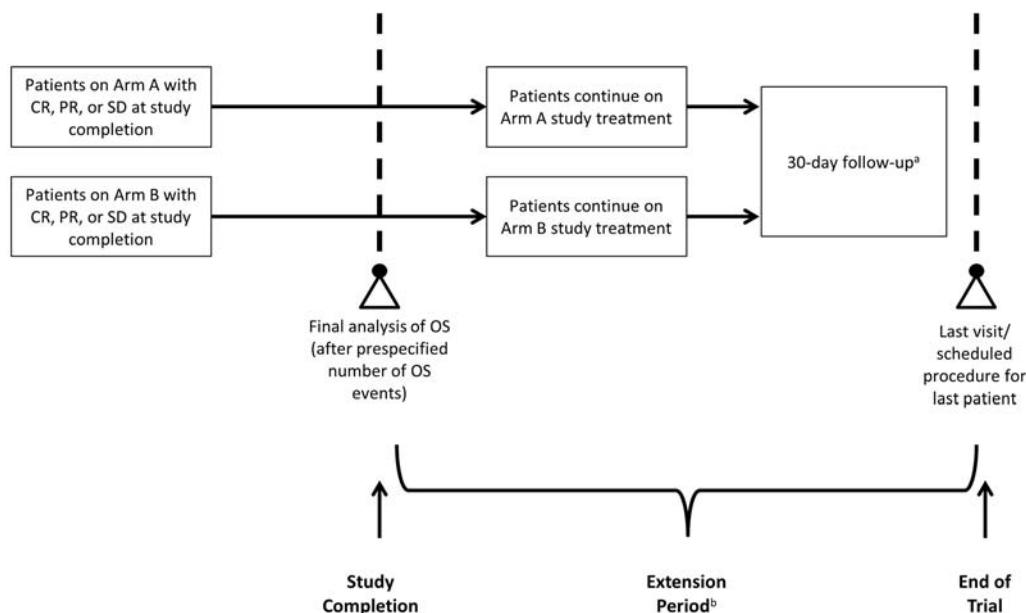 Patients on Arm A with
CR, PR, or SD at study
completion
Patients continue on
Arm A study treatment
30-day follow-upᵃ
Patients on Arm B with
CR, PR, or SD at study
completion
Patients continue on
Arm B study treatment
Final analysis of OS
(after prespecified
number of OS
events)
Last visit/
scheduled
procedure for
last patient
Study
Completion
Extension
Periodᵇ
End of
Trial